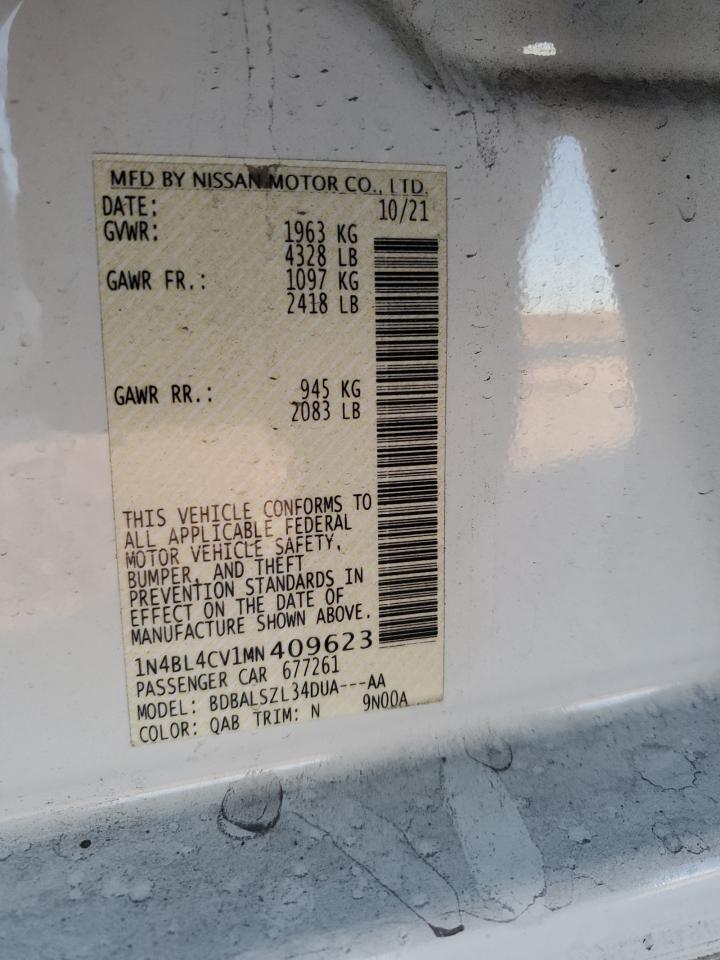 MFD BY NISSAN MOTOR CO., LTD.
DATE: 10/21
GVWR: 1963 KG
4328 LB
GAWR FR.: 1097 KG
2418 LB
GAWR RR.: 945 KG
2083 LB
THIS VEHICLE CONFORMS TO
ALL APPLICABLE FEDERAL
MOTOR VEHICLE SAFETY,
BUMPER, AND THEFT
PREVENTION STANDARDS IN
EFFECT ON THE DATE OF
MANUFACTURE SHOWN ABOVE.
1N4BL4CV1MN409623
PASSENGER CAR 677261
MODEL: BDBALSZL34DUA---AA
COLOR: QAB TRIM: N 9N00A